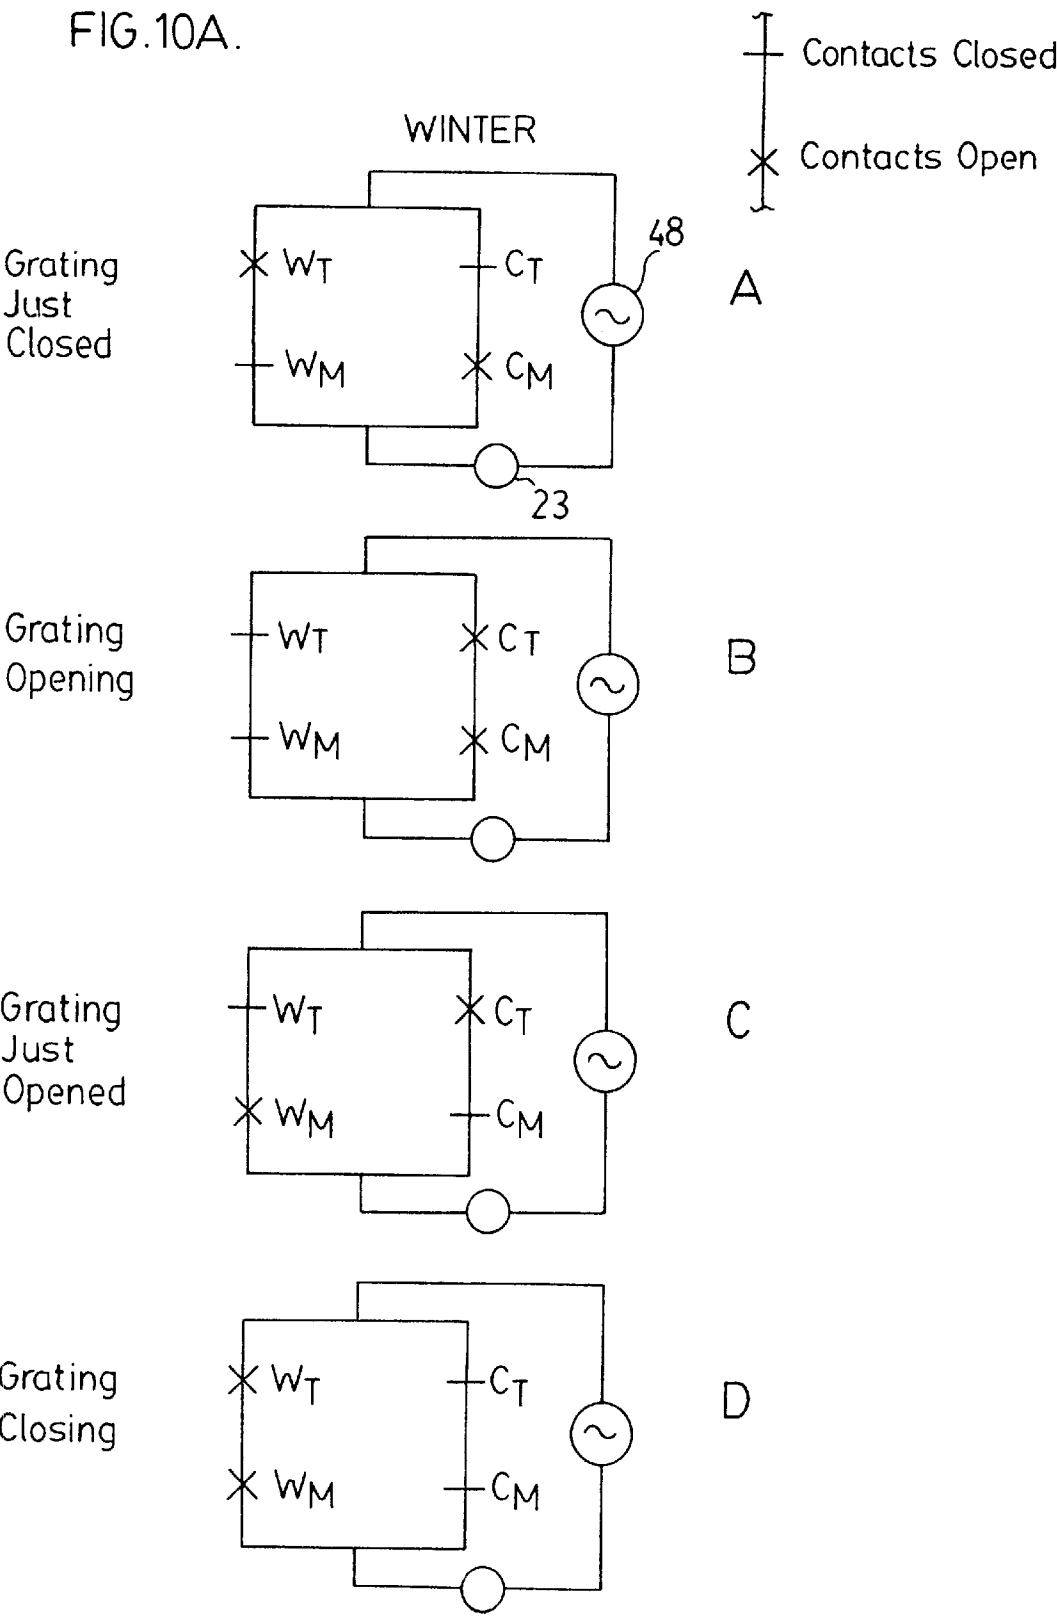 FIG.10A.
Contacts Closed
Contacts Open
WINTER
48
Grating
Just
Closed
WT
CT
A
WM
CM
23
Grating
Opening
WT
CT
B
WM
CM
Grating
Just
Opened
WT
CT
C
WM
CM
Grating
Closing
WT
CT
D
WM
CM